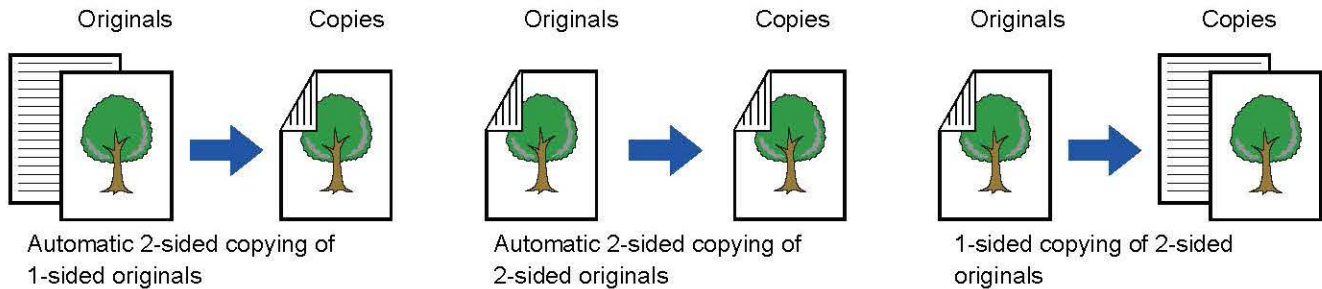 Originals
Copies
Originals
Copies
Originals
Copies
Automatic 2-sided copying of
1-sided originals
Automatic 2-sided copying of
2-sided originals
1-sided copying of 2-sided
originals